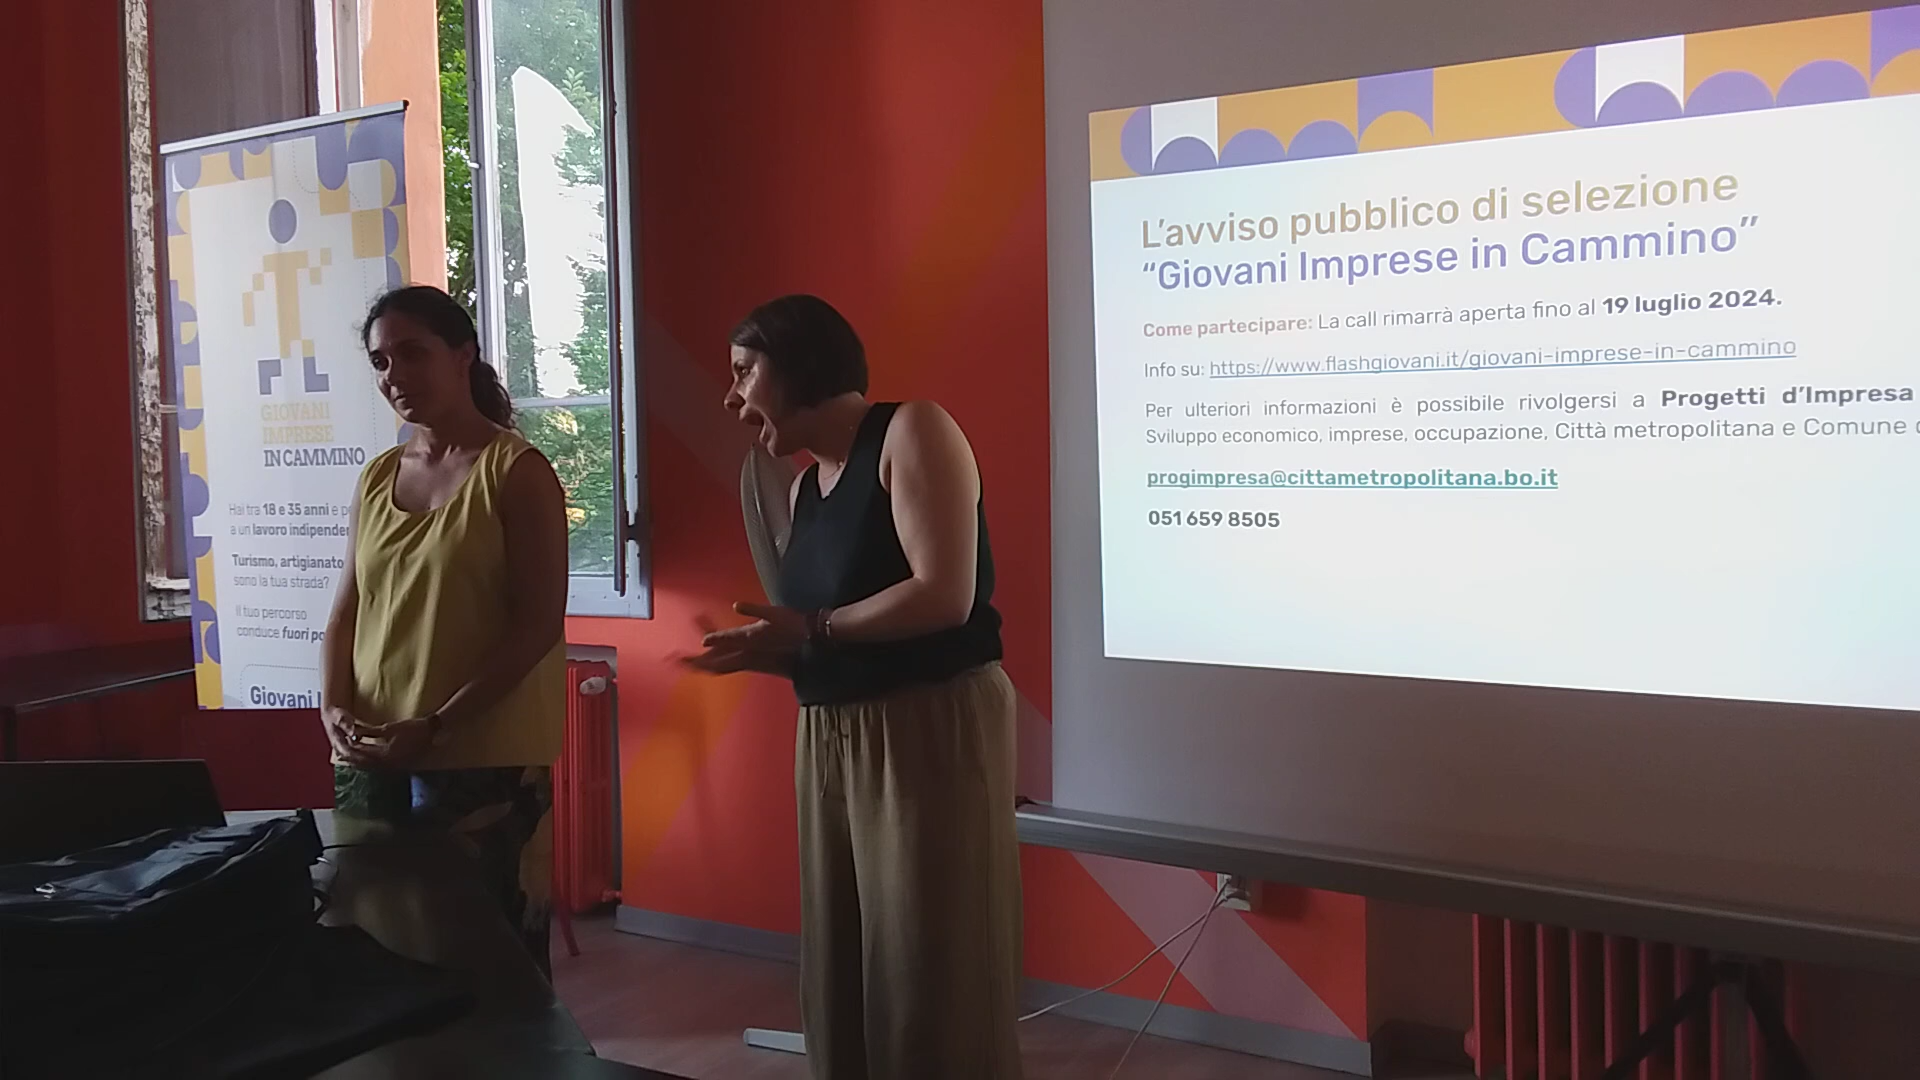 GIOVANI
IMPRESE
IN CAMMINO
Hai tra 18 e 35 anni e
a un lavoro
Turismo, artigianato
sono la tua strada?
Il tuo percorso
conduce fuori
Giovani
L'avviso pubblico di selezione
“Giovani Imprese in Cammino”
Come partecipare: La call rimarrà aperta fino al 19 luglio 2024.
Info su: https://www.flashgiovani.it/giovani-imprese-in-cammino
Per ulteriori informazioni è possibile rivolgersi a Progetti d'Impresa
Sviluppo economico, imprese, occupazione, Città metropolitana e Comune
progimpresa@cittametropolitana.bo.it
051 659 8505